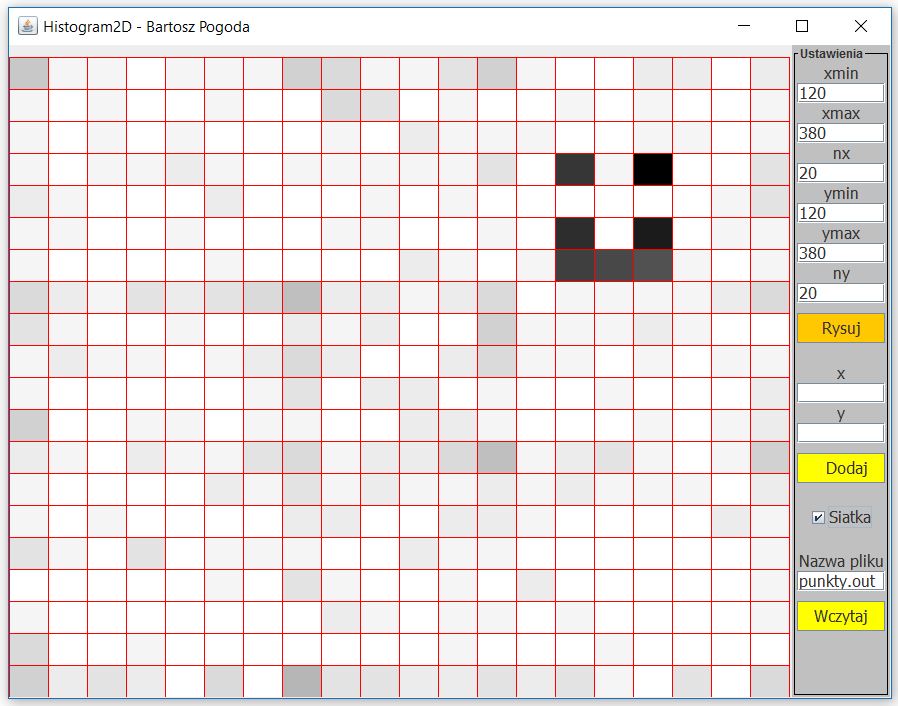 Histogram2D - Bartosz Pogoda
Ustawienia
xmin
120
xmax
380
nx
20
ymin
120
ymax
380
ny
20
Rysuj
x
y
Dodaj
Siatka
Nazwa pliku
punkty.out
Wczytaj